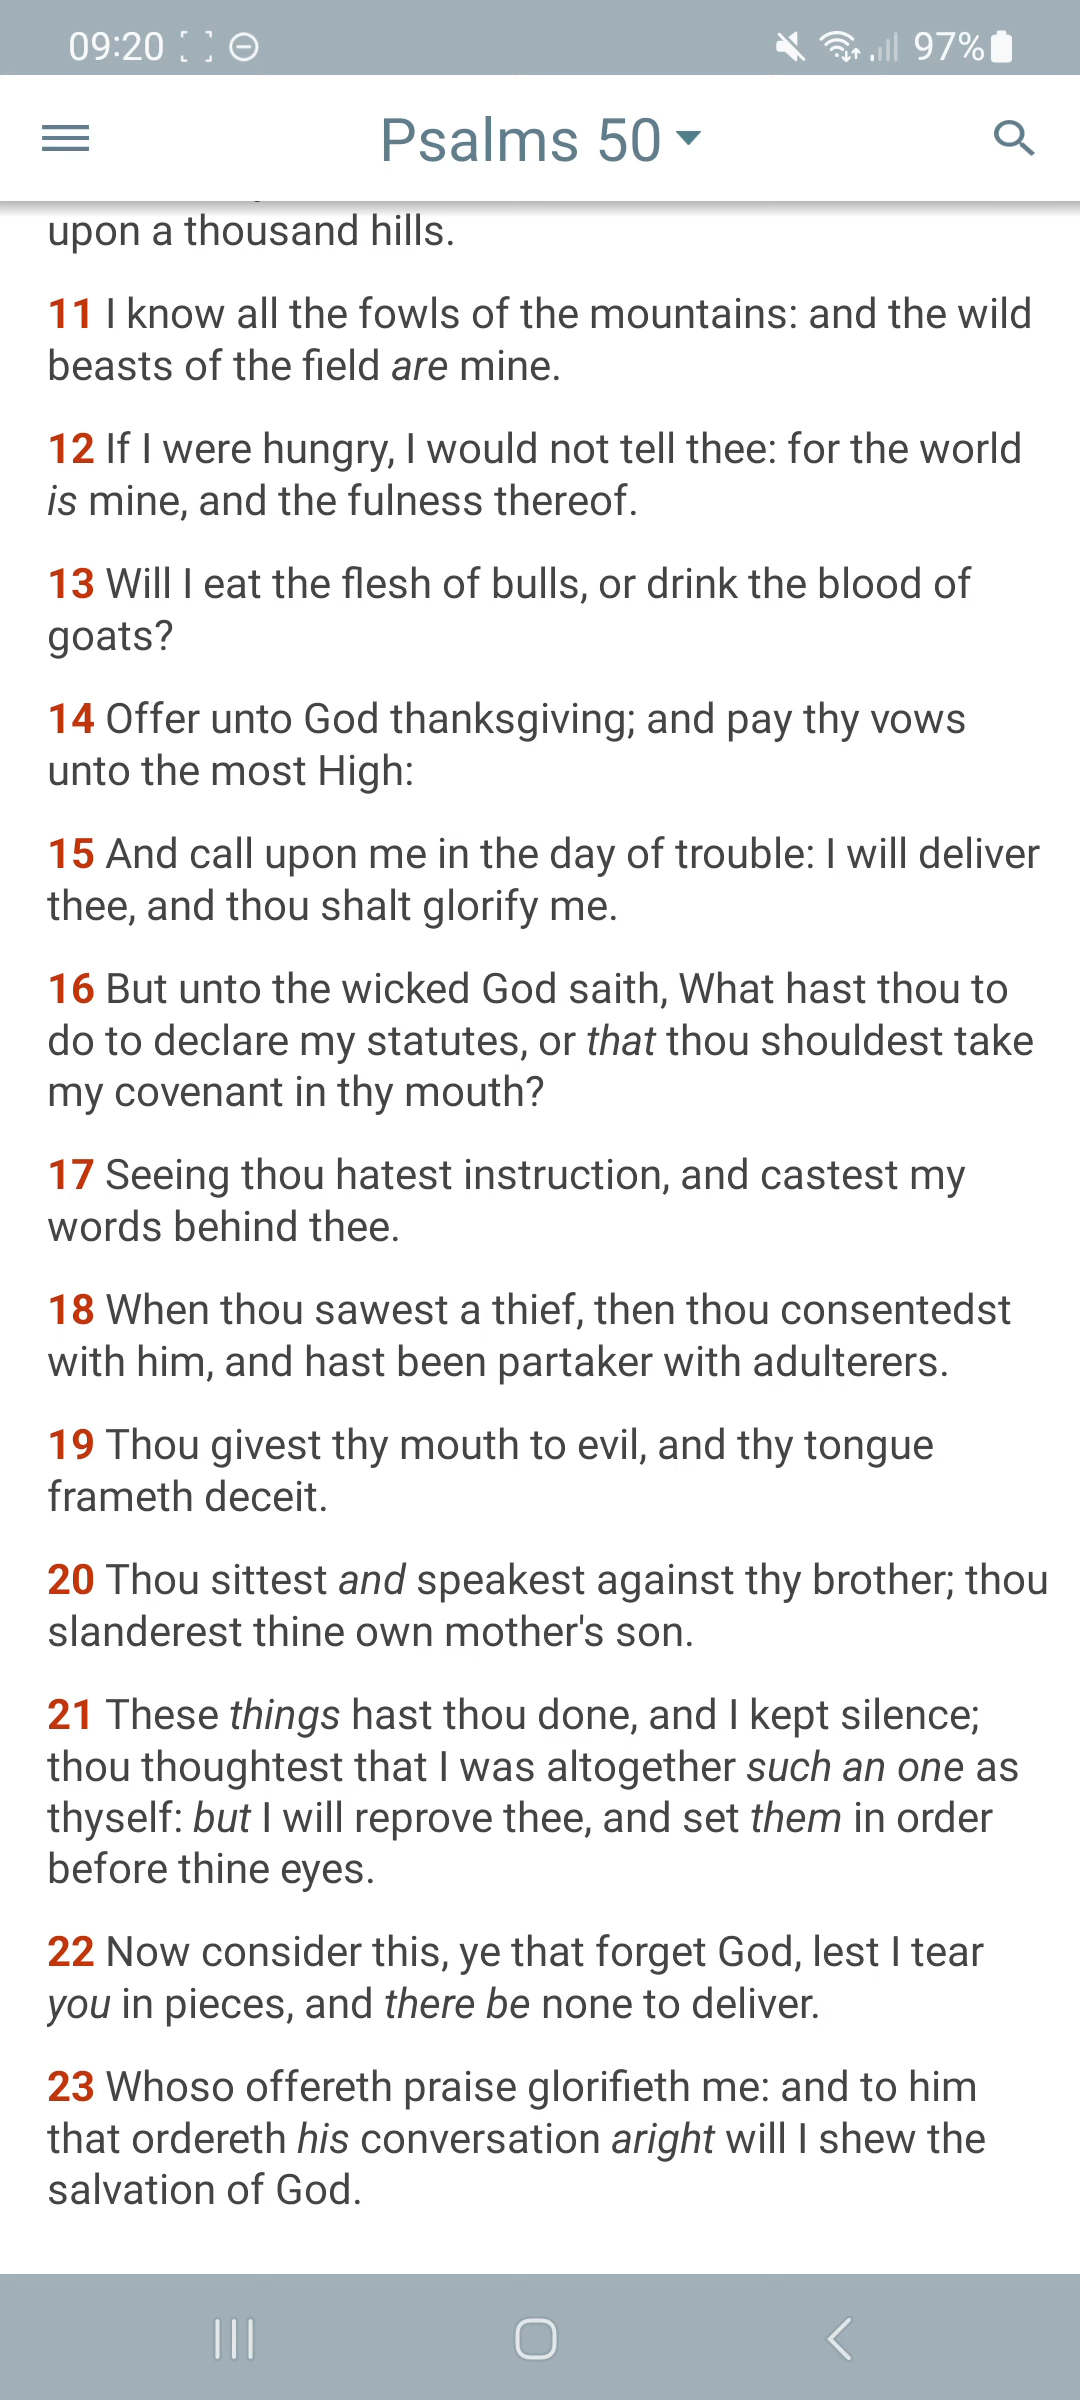 09:20
97%
Psalms 50
upon a thousand hills.
11 I know all the fowls of the mountains: and the wild
beasts of the field are mine.
12 If I were hungry, I would not tell thee: for the world
is mine, and the fulness thereof.
13 Will I eat the flesh of bulls, or drink the blood of
goats?
14 Offer unto God thanksgiving; and pay thy vows
unto the most High:
15 And call upon me in the day of trouble: I will deliver
thee, and thou shalt glorify me.
16 But unto the wicked God saith, What hast thou to
do to declare my statutes, or that thou shouldest take
my covenant in thy mouth?
17 Seeing thou hatest instruction, and castest my
words behind thee.
18 When thou sawest a thief, then thou consentedst
with him, and hast been partaker with adulterers.
19 Thou givest thy mouth to evil, and thy tongue
frameth deceit.
20 Thou sittest and speakest against thy brother; thou
slanderest thine own mother's son.
21 These things hast thou done, and I kept silence;
thou thoughtest that I was altogether such an one as
thyself: but I will reprove thee, and set them in order
before thine eyes.
22 Now consider this, ye that forget God, lest I tear
you in pieces, and there be none to deliver.
23 Whoso offereth praise glorifieth me: and to him
that ordereth his conversation aright will I shew the
salvation of God.